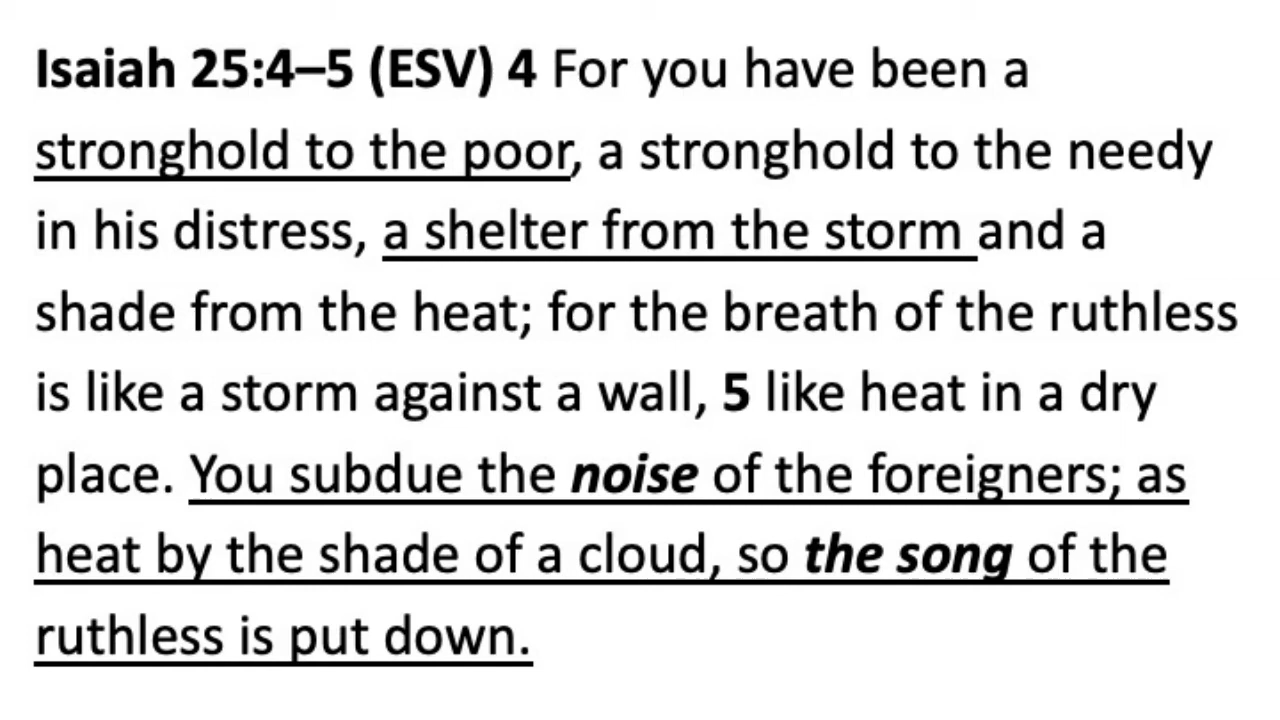 Isaiah 25:4–5 (ESV) 4 For you have been a
stronghold to the poor, a stronghold to the needy
in his distress, a shelter from the storm and a
shade from the heat; for the breath of the ruthless
is like a storm against a wall, 5 like heat in a dry
place. You subdue the noise of the foreigners; as
heat by the shade of a cloud, so the song of the
ruthless is put down.